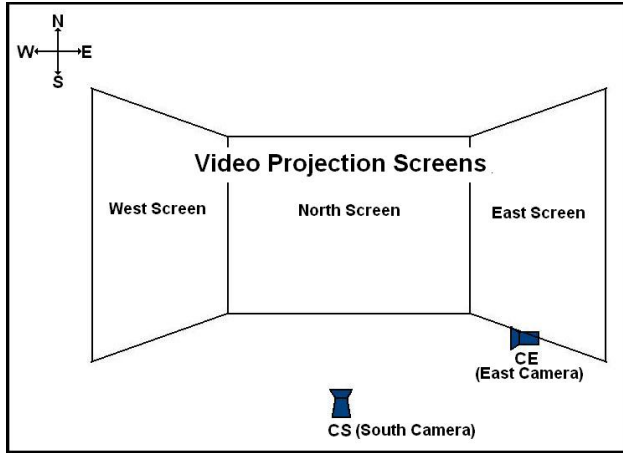 N
W E
S
Video Projection Screens
West Screen
North Screen
East Screen
CE
(East Camera)
CS (South Camera)